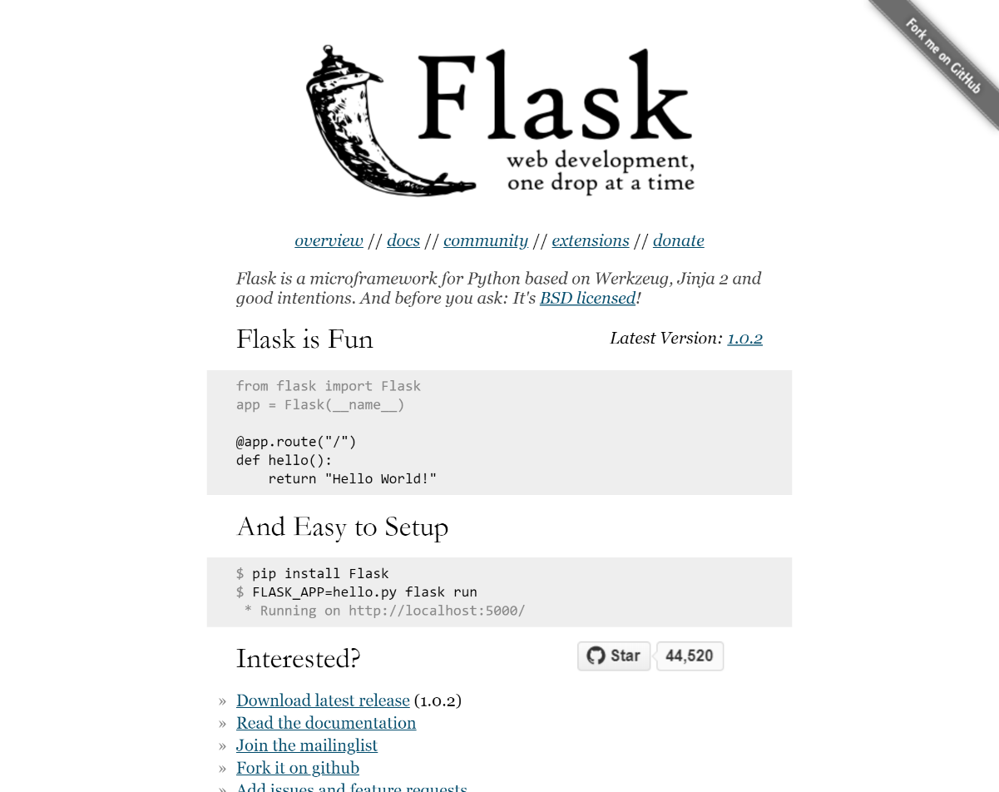 Fork me on GitHub
Flask
web development,
one drop at a time
overview // docs // community // extensions // donate
Flask is a microframework for Python based on Werkzeug, Jinja 2 and
good intentions. And before you ask: It's BSD licensed!
Flask is Fun
Latest Version: 1.0.2
from flask import Flask
app = Flask(__name__)
@app.route("/")
def hello():
    return "Hello World!"
And Easy to Setup
$ pip install Flask
$ FLASK_APP=hello.py flask run
 * Running on http://localhost:5000/
Interested?
Star 44,520
» Download latest release (1.0.2)
» Read the documentation
» Join the mailinglist
» Fork it on github
» Add issues and feature requests